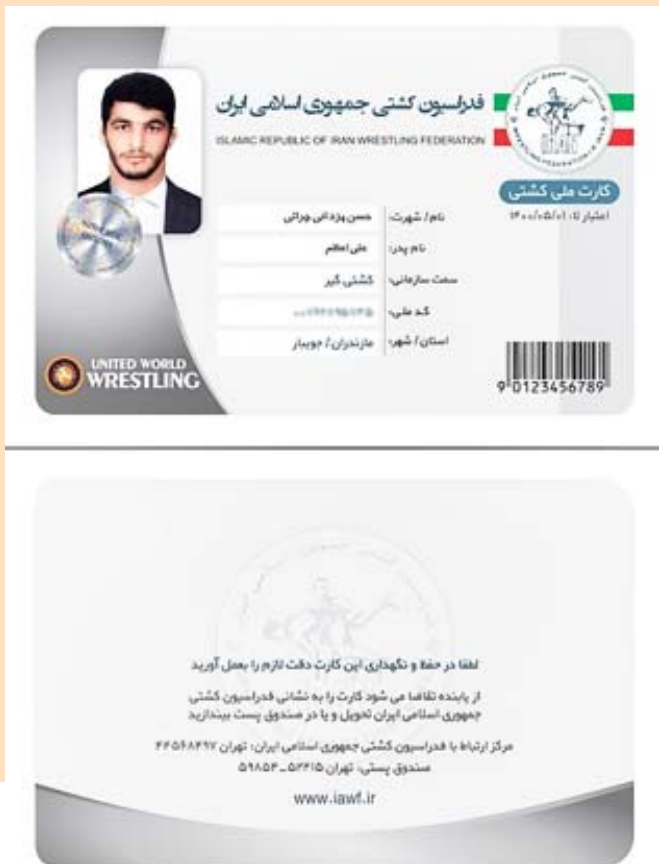 فدراسیون کشتی جمهوری اسلامی ایران
ISLAMIC REPUBLIC OF IRAN WRESTLING FEDERATION
کارت ملی کشتی
اعتبار تا: ۱۴۰۰/۰۵/۰۱
نام/ شهرت: حسن یزدانی چراتی
نام پدر: علی اعظم
سمت سازمانی: کشتی گیر
کد ملی:
استان/ شهر: مازندران/ جویبار
UNITED WORLD
WRESTLING
9 0123456789
لطفا در حفظ و نگهداری این کارت دقت لازم را بعمل آورید
از یابنده تقاضا می شود کارت را به نشانی فدراسیون کشتی
جمهوری اسلامی ایران تحویل و یا در صندوق پست بیندازید
مرکز ارتباط با فدراسیون کشتی جمهوری اسلامی ایران: تهران ۴۴۵۶۸۴۹۷
صندوق پستی: تهران ۵۴۴۱۵ـ۵۹۸۵۴
www.iawf.ir